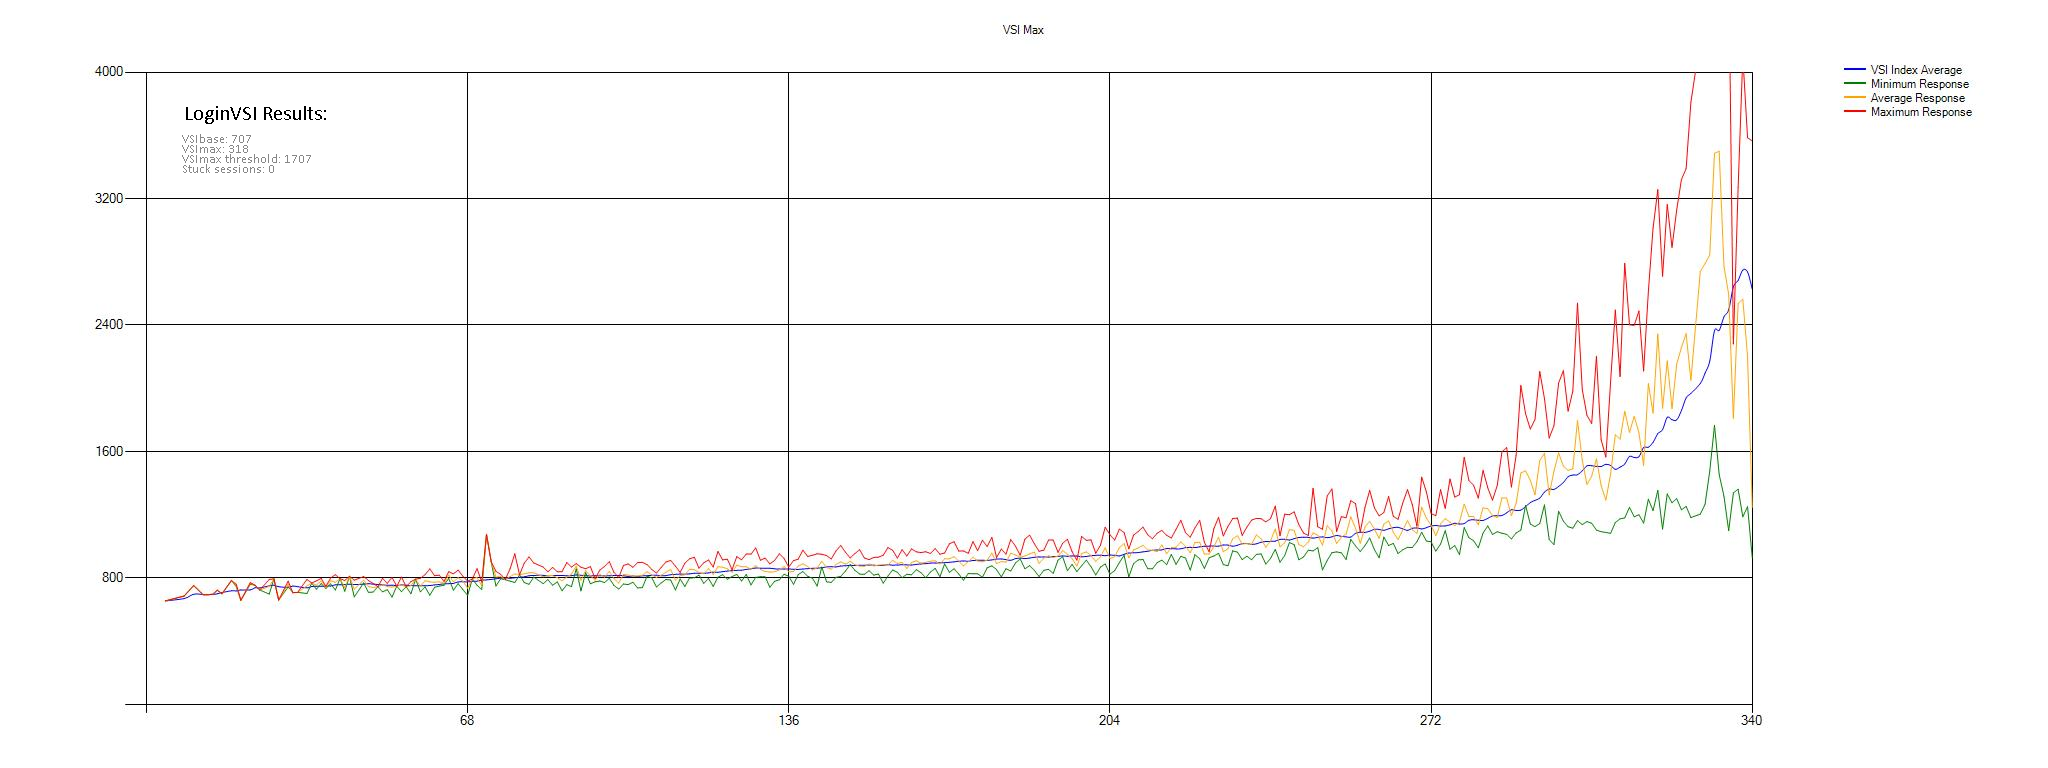 VSI Max
4000
3200
2400
1600
800
LoginVSI Results:
VSIbase: 707
VSImax: 318
VSImax threshold: 1707
Stuck sessions: 0
VSI Index Average
Minimum Response
Average Response
Maximum Response
68
136
204
272
340